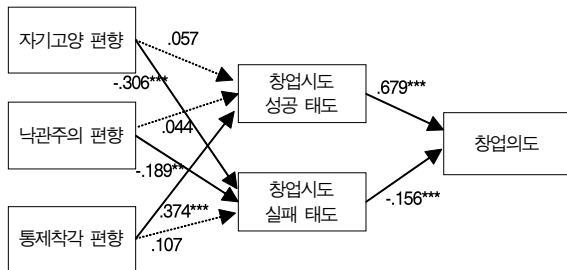 자기고양 편향
.057
-.306***
창업시도
성공 태도
.679***
낙관주의 편향
.044
창업의도
-.189**
창업시도
실패 태도
-.156***
.374***
통제착각 편향
.107